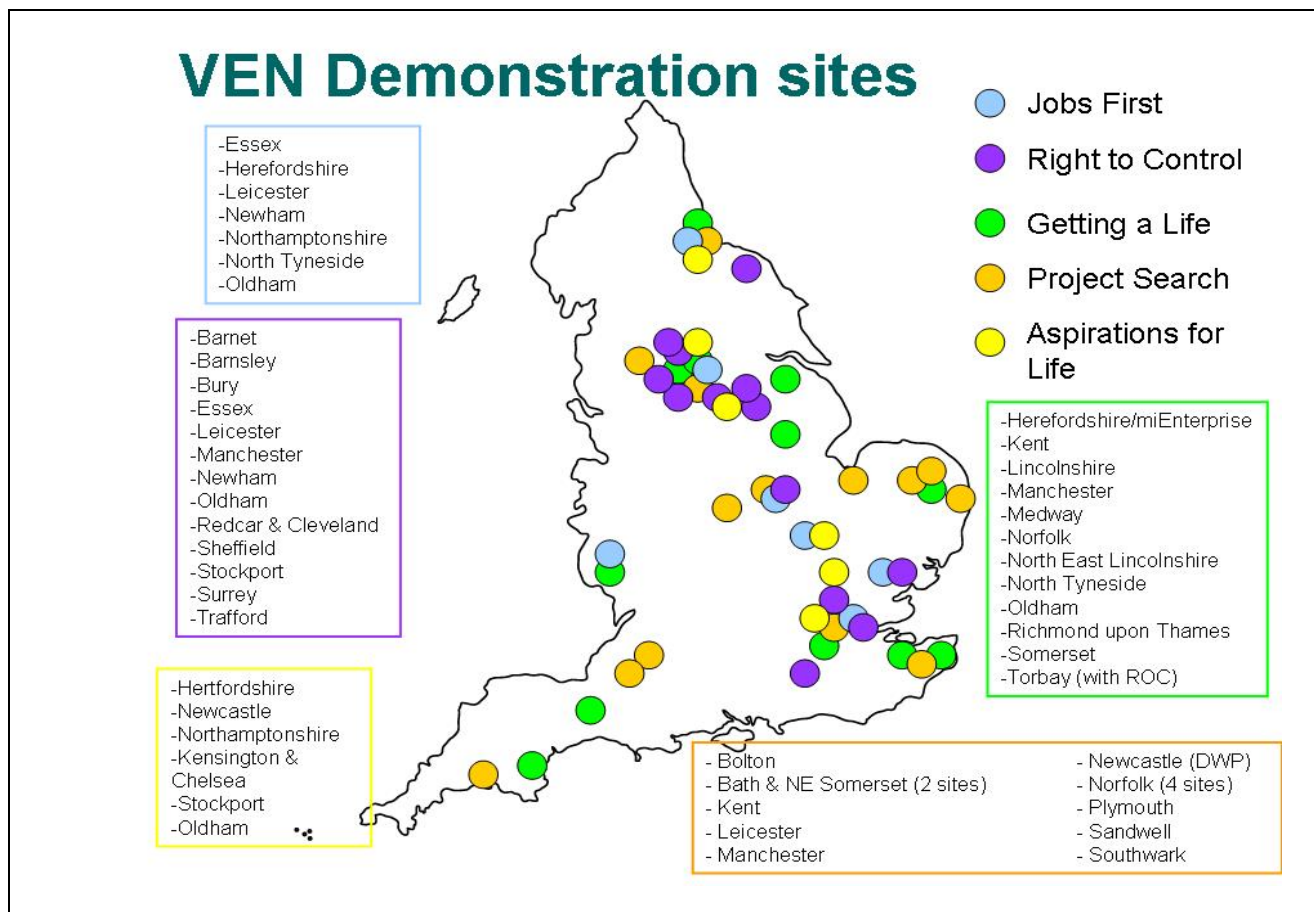 VEN Demonstration sites
Jobs First
Right to Control
Getting a Life
Project Search
Aspirations for
Life
-Essex
-Herefordshire
-Leicester
-Newham
-Northamptonshire
-North Tyneside
-Oldham
-Barnet
-Barnsley
-Bury
-Essex
-Leicester
-Manchester
-Newham
-Oldham
-Redcar & Cleveland
-Sheffield
-Stockport
-Surrey
-Trafford
-Herefordshire/miEnterprise
-Kent
-Lincolnshire
-Manchester
-Medway
-Norfolk
-North East Lincolnshire
-North Tyneside
-Oldham
-Richmond upon Thames
-Somerset
-Torbay (with ROC)
-Hertfordshire
-Newcastle
-Northamptonshire
-Kensington &
Chelsea
-Stockport
-Oldham
- Bolton
- Bath & NE Somerset (2 sites)
- Kent
- Leicester
- Manchester
- Newcastle (DWP)
- Norfolk (4 sites)
- Plymouth
- Sandwell
- Southwark